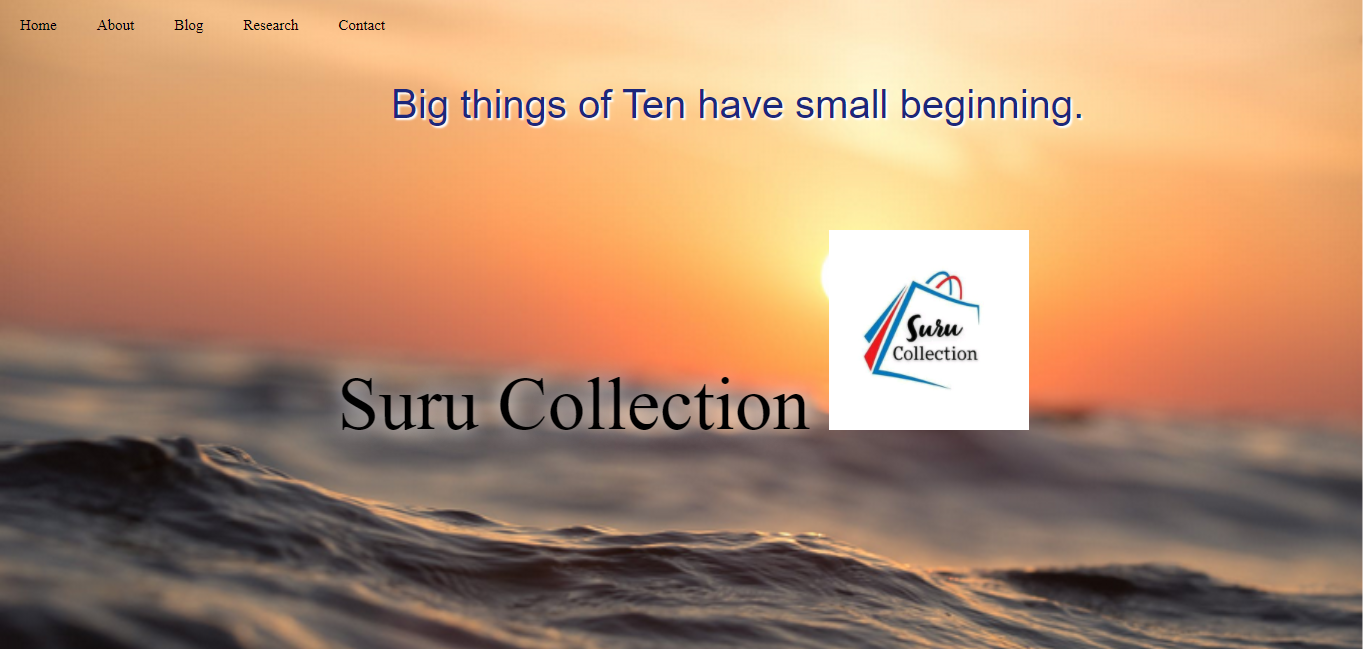 Home About Blog Research Contact
Big things of Ten have small beginning.
Suru
Collection
Suru Collection